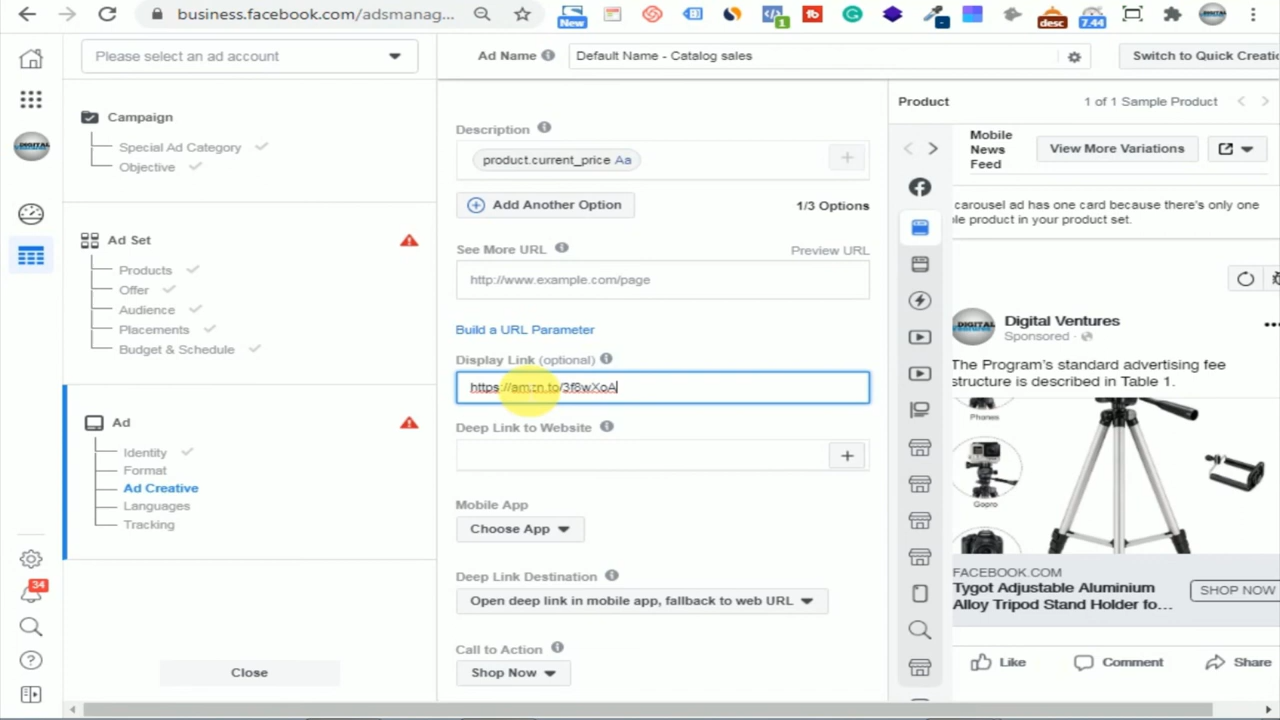 business.facebook.com/adsmanag...
New
1
desc
7.44
Please select an ad account
Ad Name
Default Name - Catalog sales
Switch to Quick Creatio
Campaign
Special Ad Category
Objective
Ad Set
Products
Offer
Audience
Placements
Budget & Schedule
Ad
Identity
Format
Ad Creative
Languages
Tracking
34
Close
Description
product.current_price Aa
Add Another Option
1/3 Options
See More URL
Preview URL
http://www.example.com/page
Build a URL Parameter
Display Link (optional)
https://amzn.to/3f8wXoA
Deep Link to Website
Mobile App
Choose App
Deep Link Destination
Open deep link in mobile app, fallback to web URL
Call to Action
Shop Now
Product
1 of 1 Sample Product
Mobile
News
Feed
View More Variations
carousel ad has one card because there's only one
le product in your product set.
Digital Ventures
Sponsored ·
The Program's standard advertising fee
structure is described in Table 1.
Phones
Gopro
FACEBOOK.COM
Tygot Adjustable Aluminium
Alloy Tripod Stand Holder fo...
SHOP NOW
Like
Comment
Share